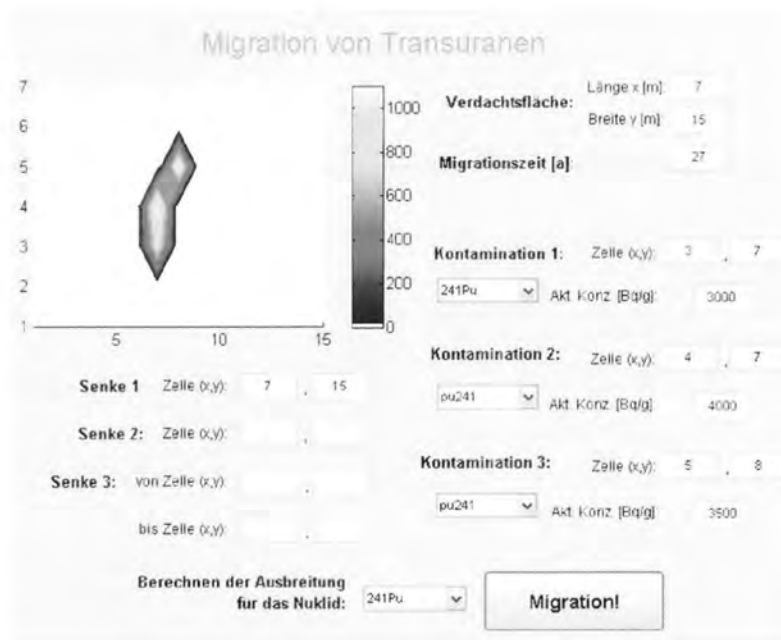 Migration von Transuranen
7
6
5
4
3
2
1
5
10
15
1000
800
600
400
200
0
Verdachtsfläche:
Länge x [m]: 7
Breite y [m]: 15
Migrationszeit [a] 27
Kontamination 1: Zelle (x,y): 3 , 7
241Pu Akt. Konz. [Bq/g]: 3000
Kontamination 2: Zelle (x,y): 4 , 7
pu241 Akt. Konz. [Bq/g] 4000
Kontamination 3: Zelle (x,y): 5 , 8
pu241 Akt. Konz. [Bq/g] 3500
Senke 1 Zelle (x,y): 7 , 15
Senke 2: Zelle (x,y): ,
Senke 3: von Zelle (x,y): ,
bis Zelle (x,y): ,
Berechnen der Ausbreitung
fur das Nuklid: 241Pu
Migration!